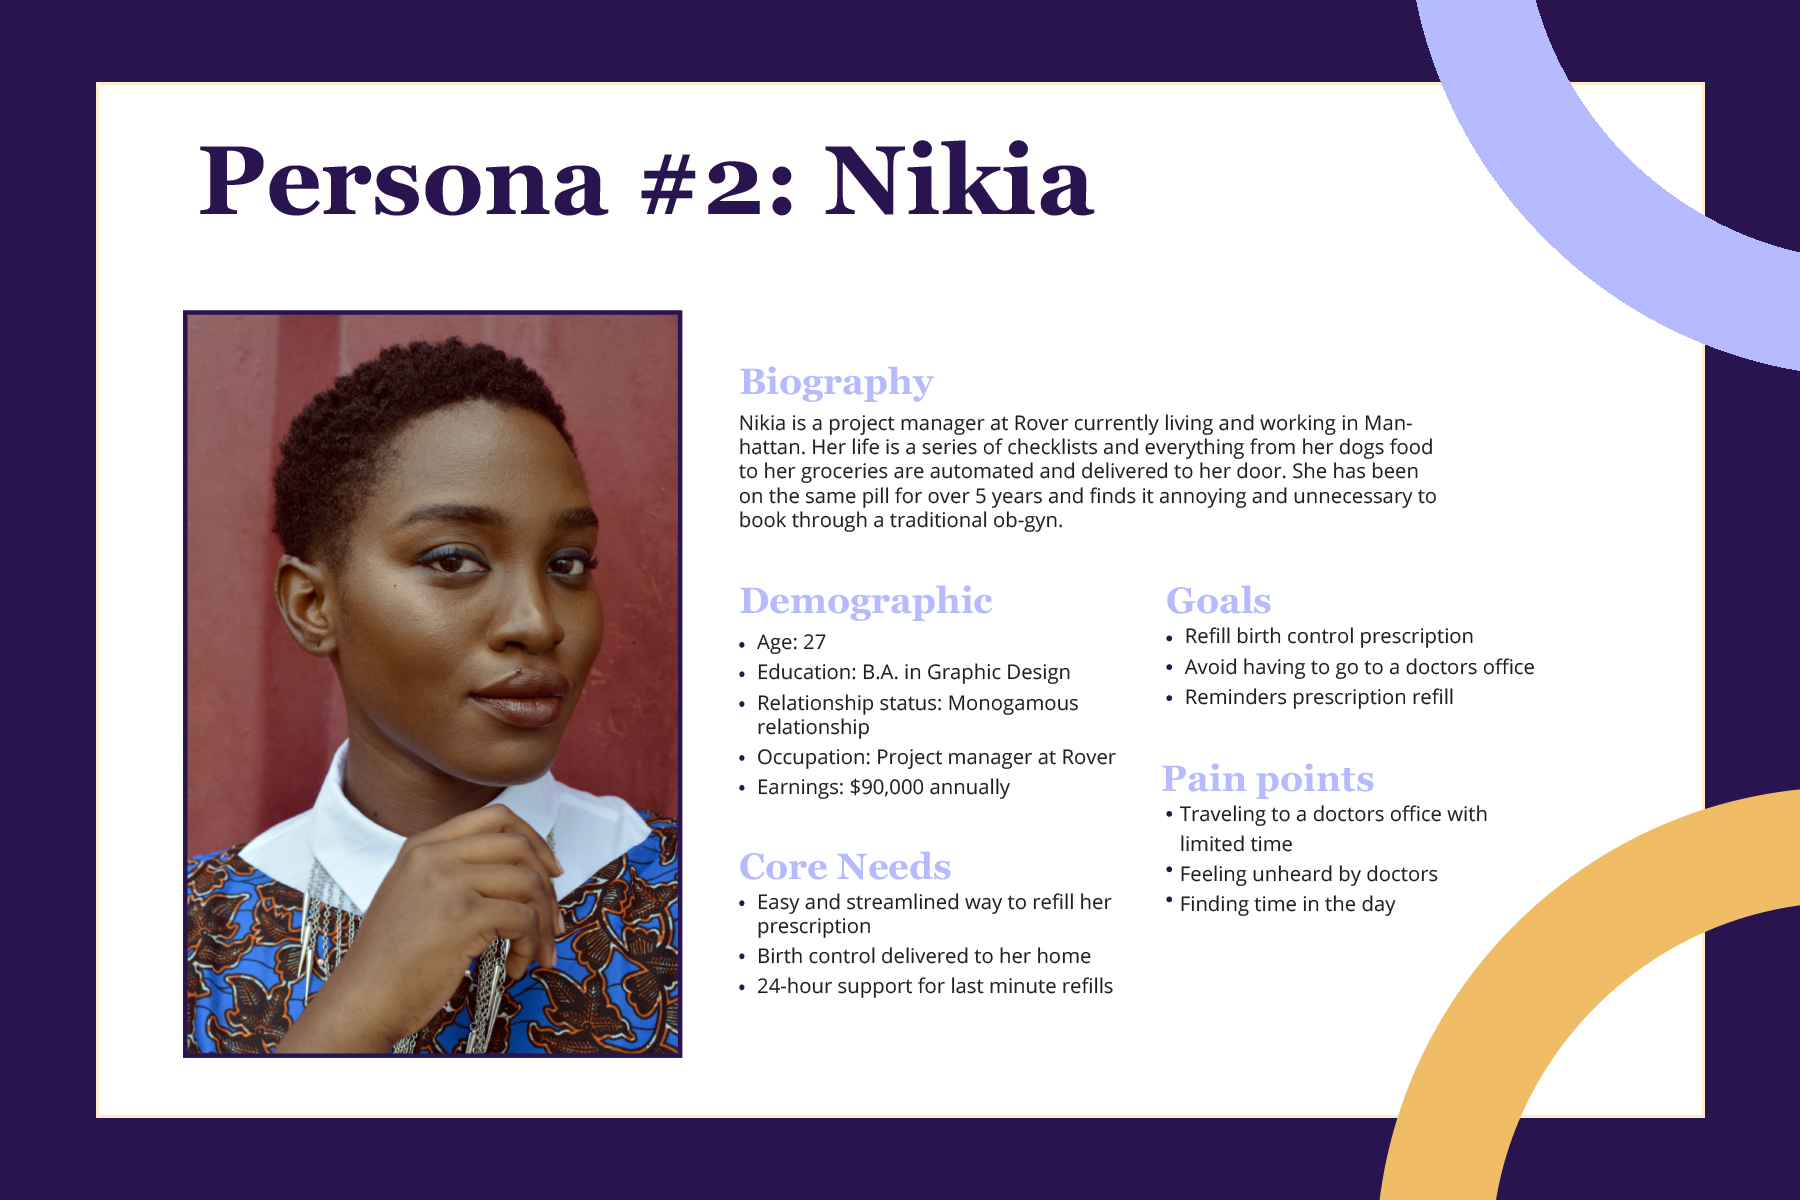 Persona #2: Nikia
Biography
Nikia is a project manager at Rover currently living and working in Man-
hattan. Her life is a series of checklists and everything from her dogs food
to her groceries are automated and delivered to her door. She has been
on the same pill for over 5 years and finds it annoying and unnecessary to
book through a traditional ob-gyn.
Demographic
• Age: 27
• Education: B.A. in Graphic Design
• Relationship status: Monogamous
relationship
• Occupation: Project manager at Rover
• Earnings: $90,000 annually
Core Needs
• Easy and streamlined way to refill her
prescription
• Birth control delivered to her home
• 24-hour support for last minute refills
Goals
• Refill birth control prescription
• Avoid having to go to a doctors office
• Reminders prescription refill
Pain points
• Traveling to a doctors office with
limited time
• Feeling unheard by doctors
• Finding time in the day